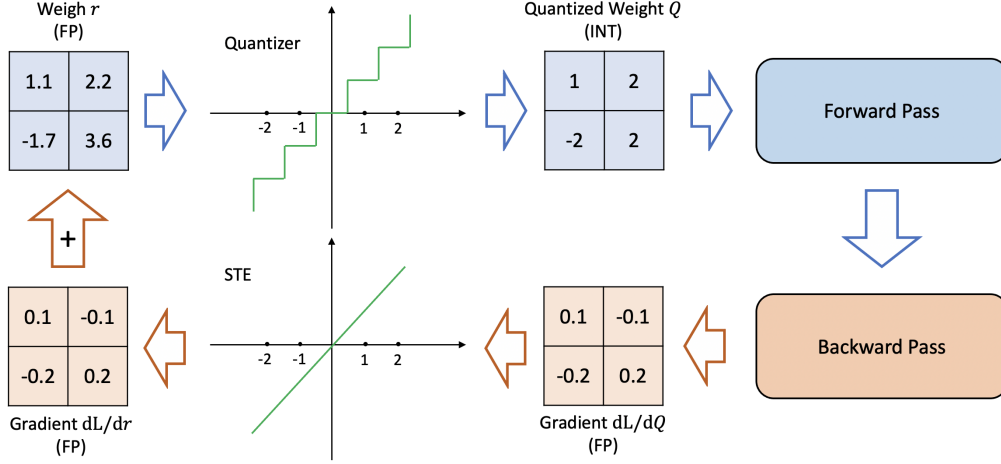 Weigh r
(FP)
1.1 2.2
-1.7 3.6
Quantizer
-2 -1 1 2
Quantized Weight Q
(INT)
1 2
-2 2
Forward Pass
+
0.1 -0.1
-0.2 0.2
Gradient dL/dr
(FP)
STE
-2 -1 1 2
0.1 -0.1
-0.2 0.2
Gradient dL/dQ
(FP)
Backward Pass